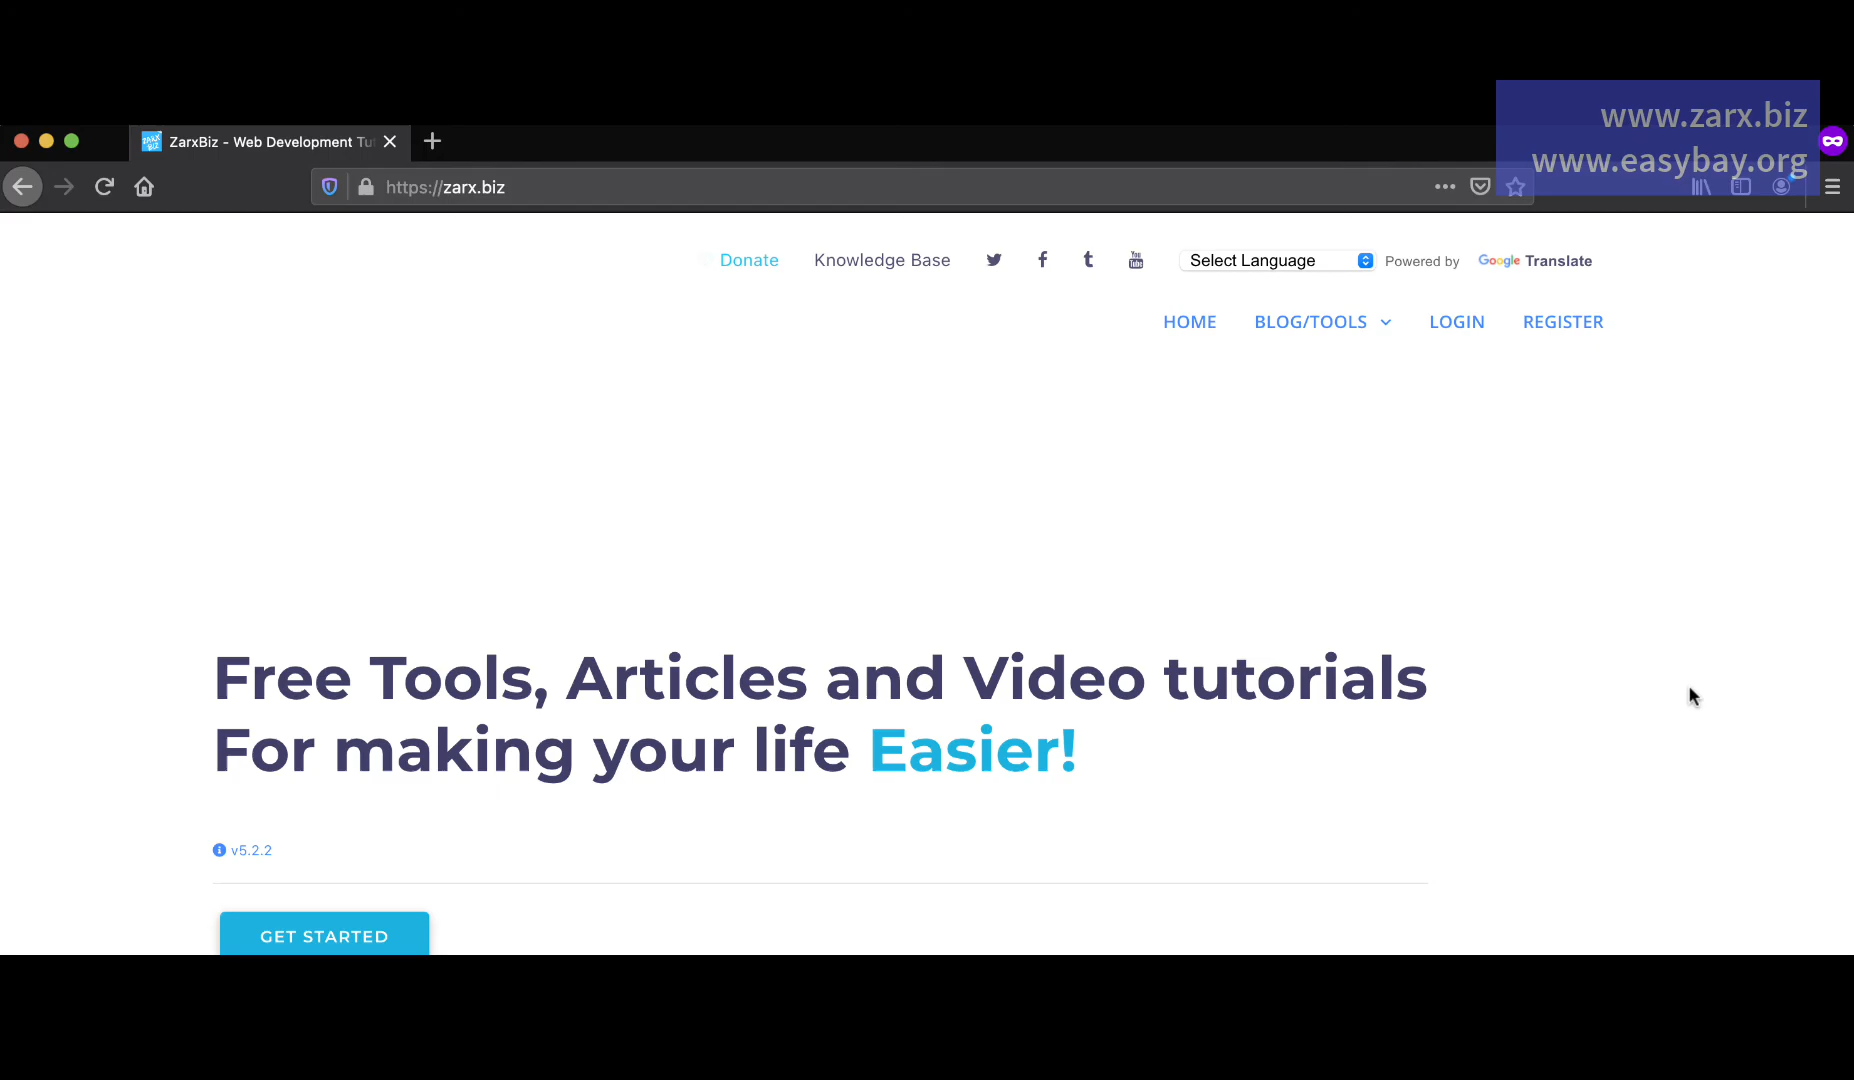 www.zarx.biz
www.easybay.org
ZarxBiz - Web Development Tu
https://zarx.biz
Donate
Knowledge Base
You Tube
Select Language
Powered by Google Translate
HOME
BLOG/TOOLS
LOGIN
REGISTER
Free Tools, Articles and Video tutorials
For making your life Easier!
v5.2.2
GET STARTED